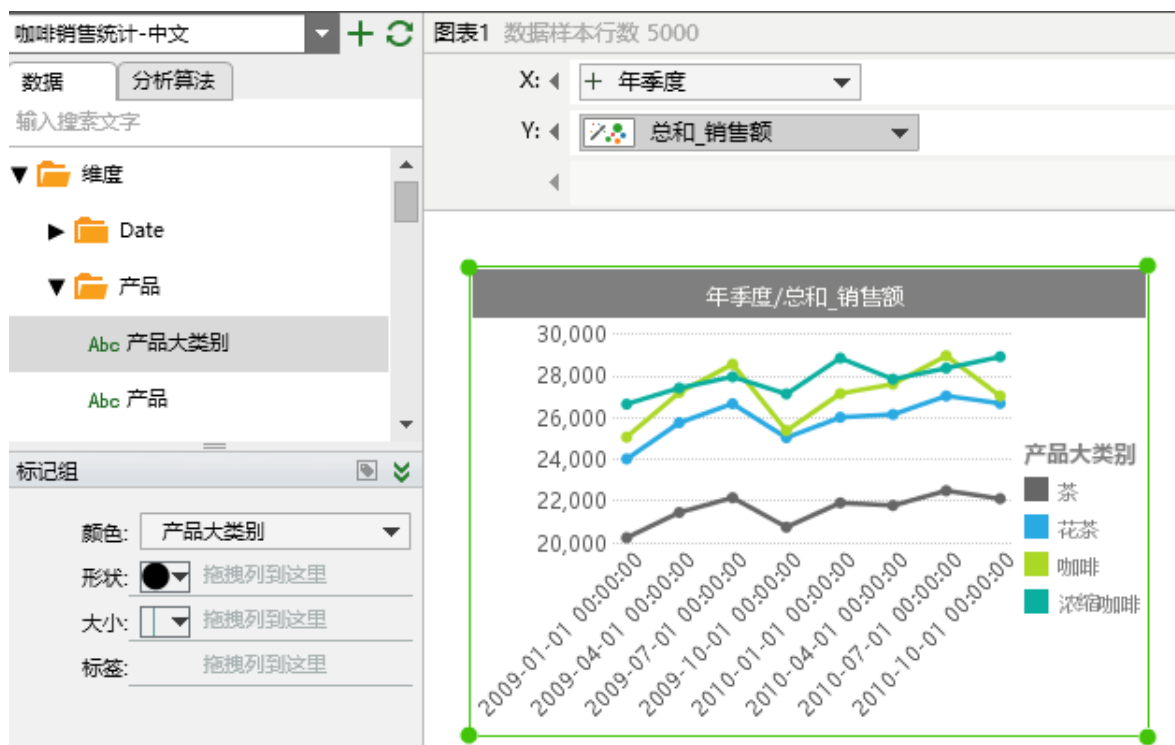 咖啡销售统计-中文
图表1 数据样本行数 5000
数据 分析算法
输入搜索文字
X: 年季度
Y: 总和_销售额
维度
Date
产品
Abc 产品大类别
Abc 产品
标记组
颜色: 产品大类别
形状: 拖拽列到这里
大小: 拖拽列到这里
标签: 拖拽列到这里
年季度/总和_销售额
30,000
28,000
26,000
24,000
22,000
20,000
2009-01-01 00:00:00
2009-04-01 00:00:00
2009-07-01 00:00:00
2009-10-01 00:00:00
2010-01-01 00:00:00
2010-04-01 00:00:00
2010-07-01 00:00:00
2010-10-01 00:00:00
产品大类别
茶
花茶
咖啡
浓缩咖啡